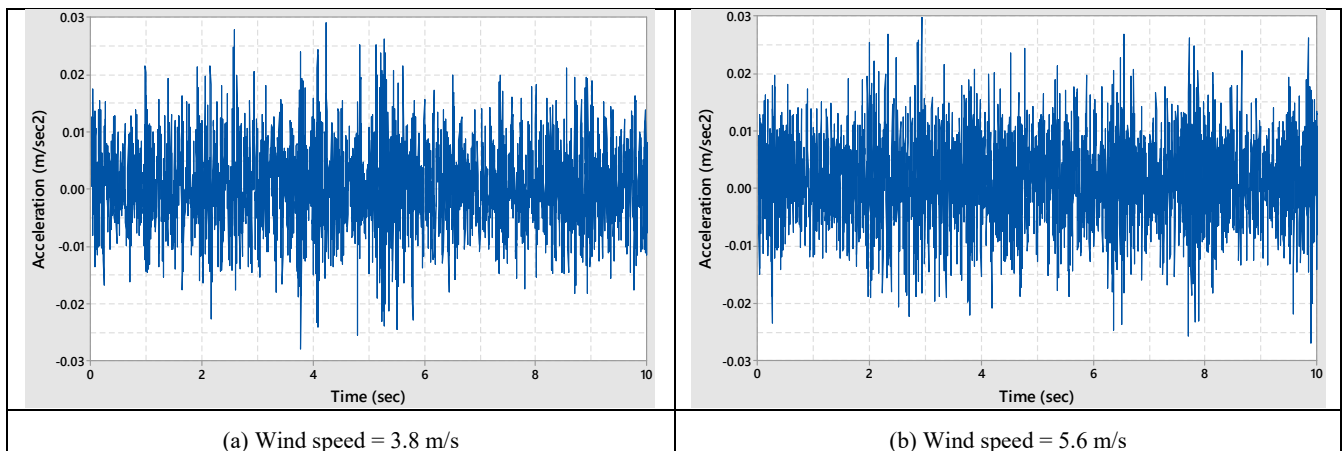 0.03
0.02
0.01
0.00
-0.01
-0.02
-0.03
Acceleration (m/sec2)
0 2 4 6 8 10
Time (sec)
0.03
0.02
0.01
0.00
-0.01
-0.02
-0.03
Acceleration (m/sec2)
0 2 4 6 8 10
Time (sec)
(a) Wind speed = 3.8 m/s
(b) Wind speed = 5.6 m/s